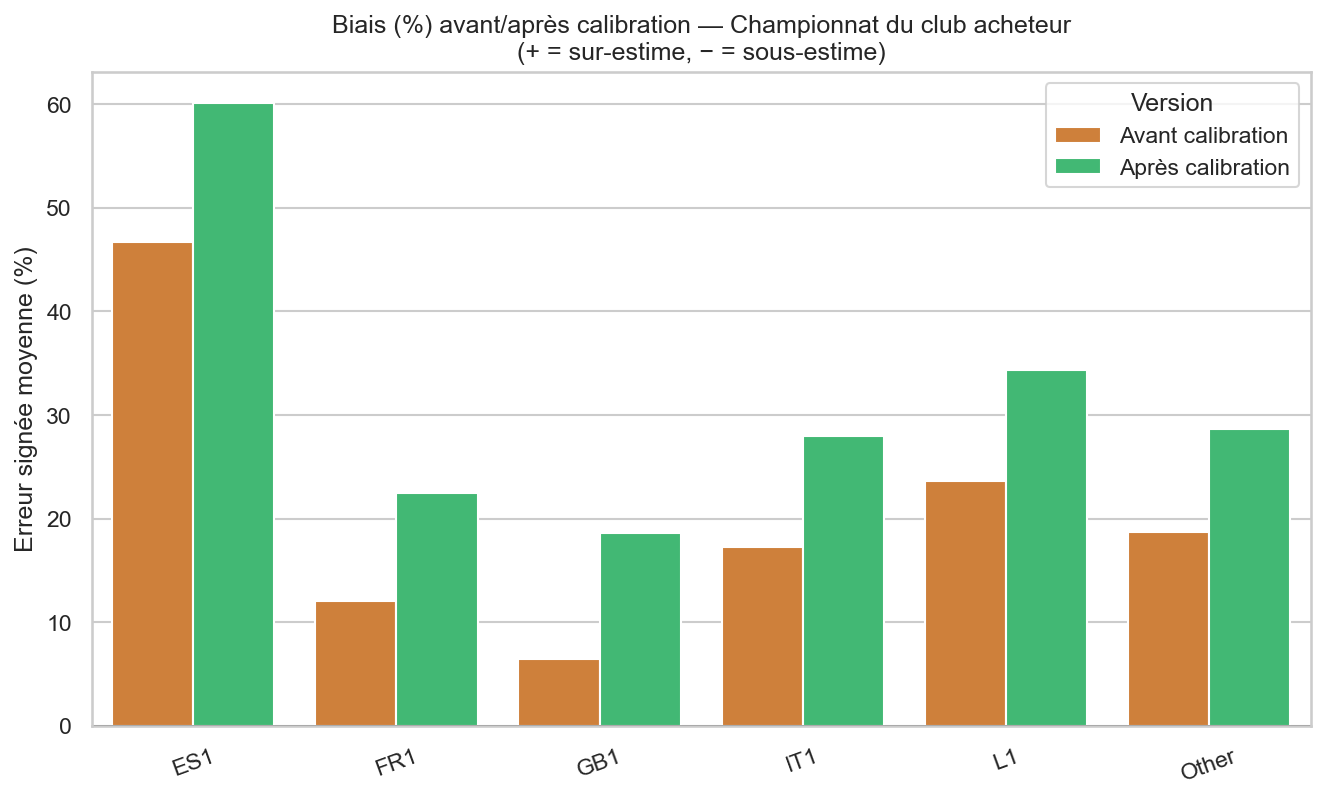 Biais (%) avant/après calibration — Championnat du club acheteur
(+ = sur-estime, − = sous-estime)
Version
Avant calibration
Après calibration
Erreur signée moyenne (%)
60
50
40
30
20
10
0
ES1
FR1
GB1
IT1
L1
Other